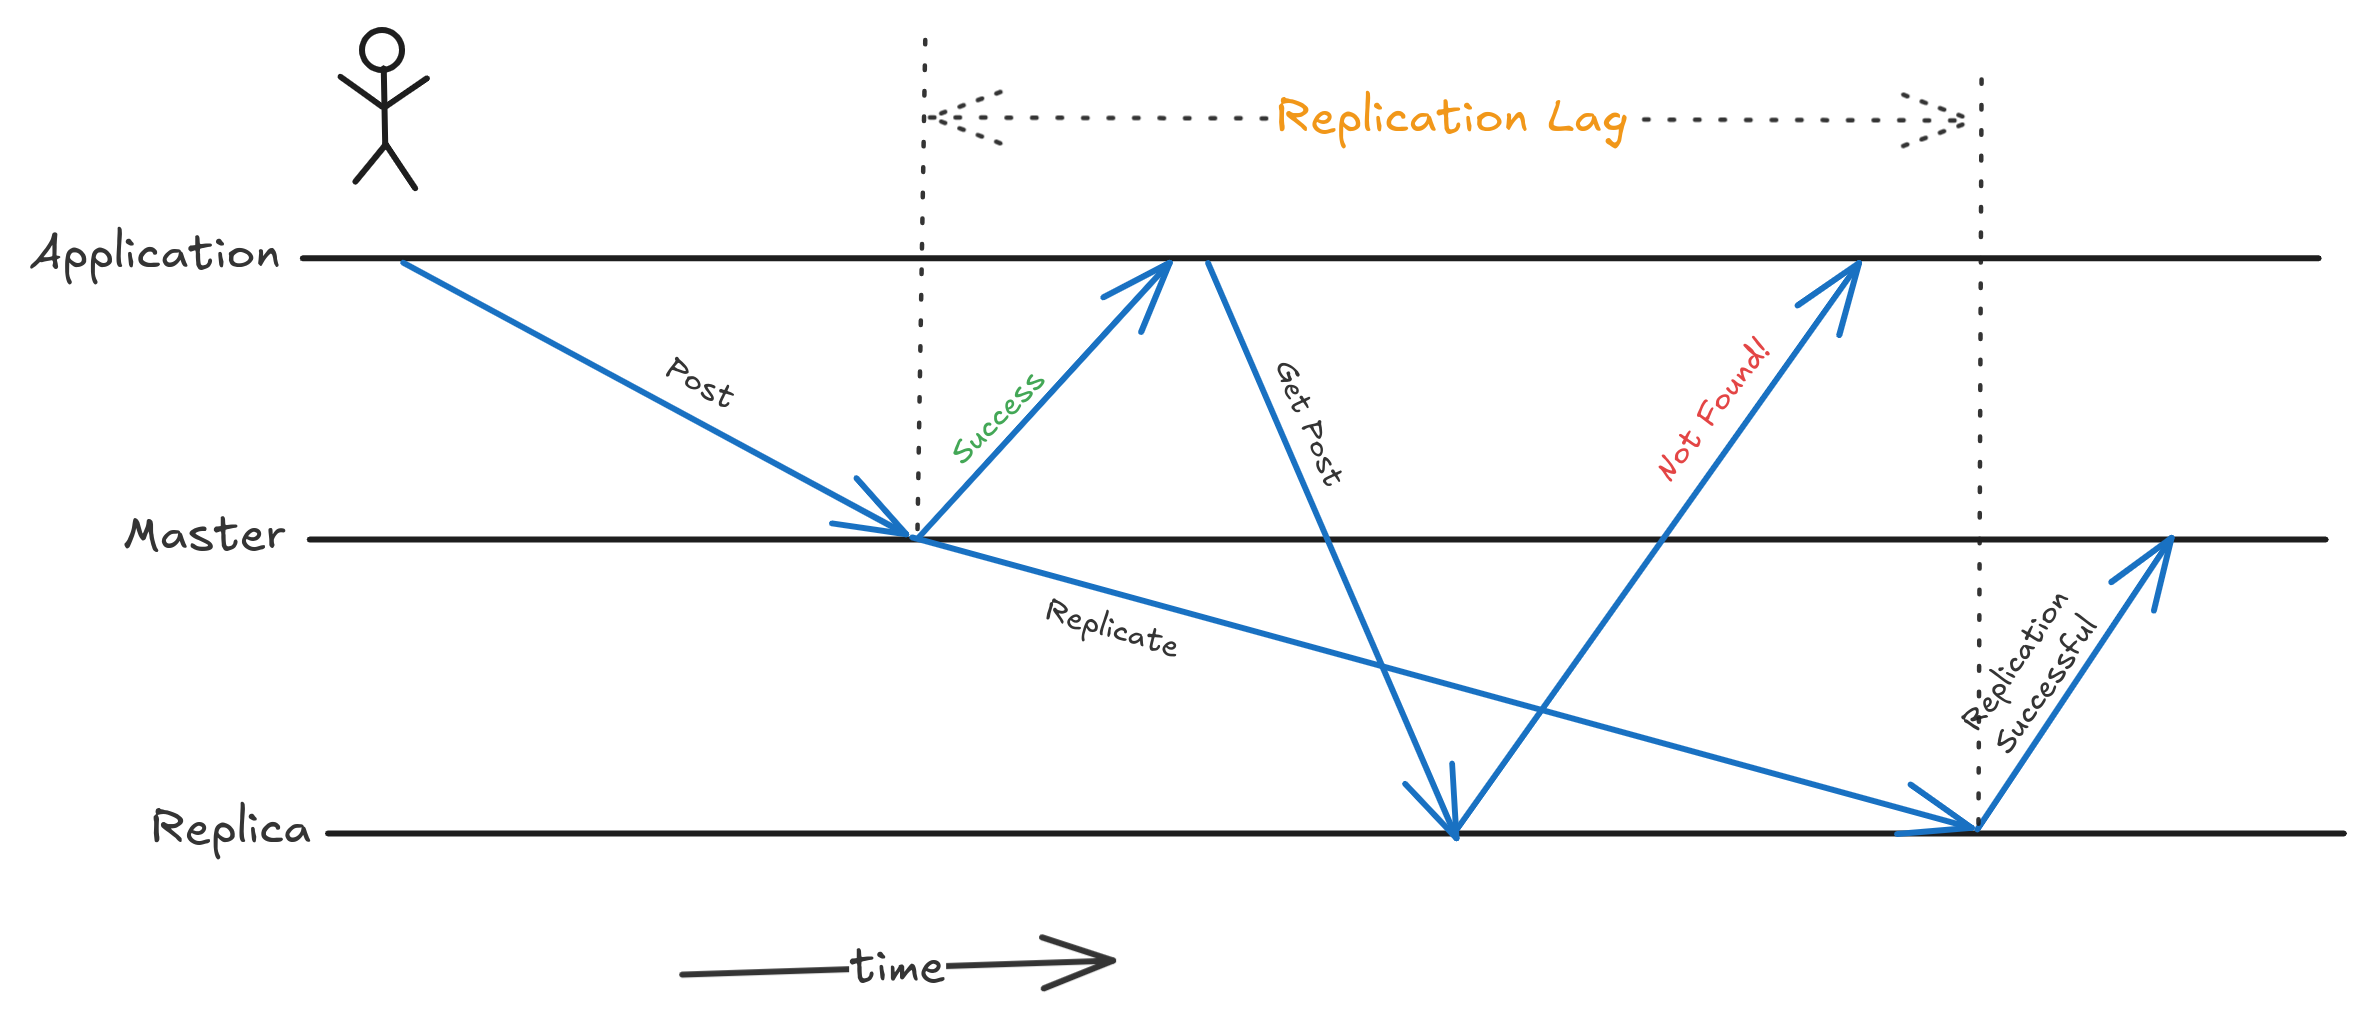 Replication Lag
Application
Post
Success
Get Post
Not Found!
Master
Replicate
Replication
Successful
Replica
time